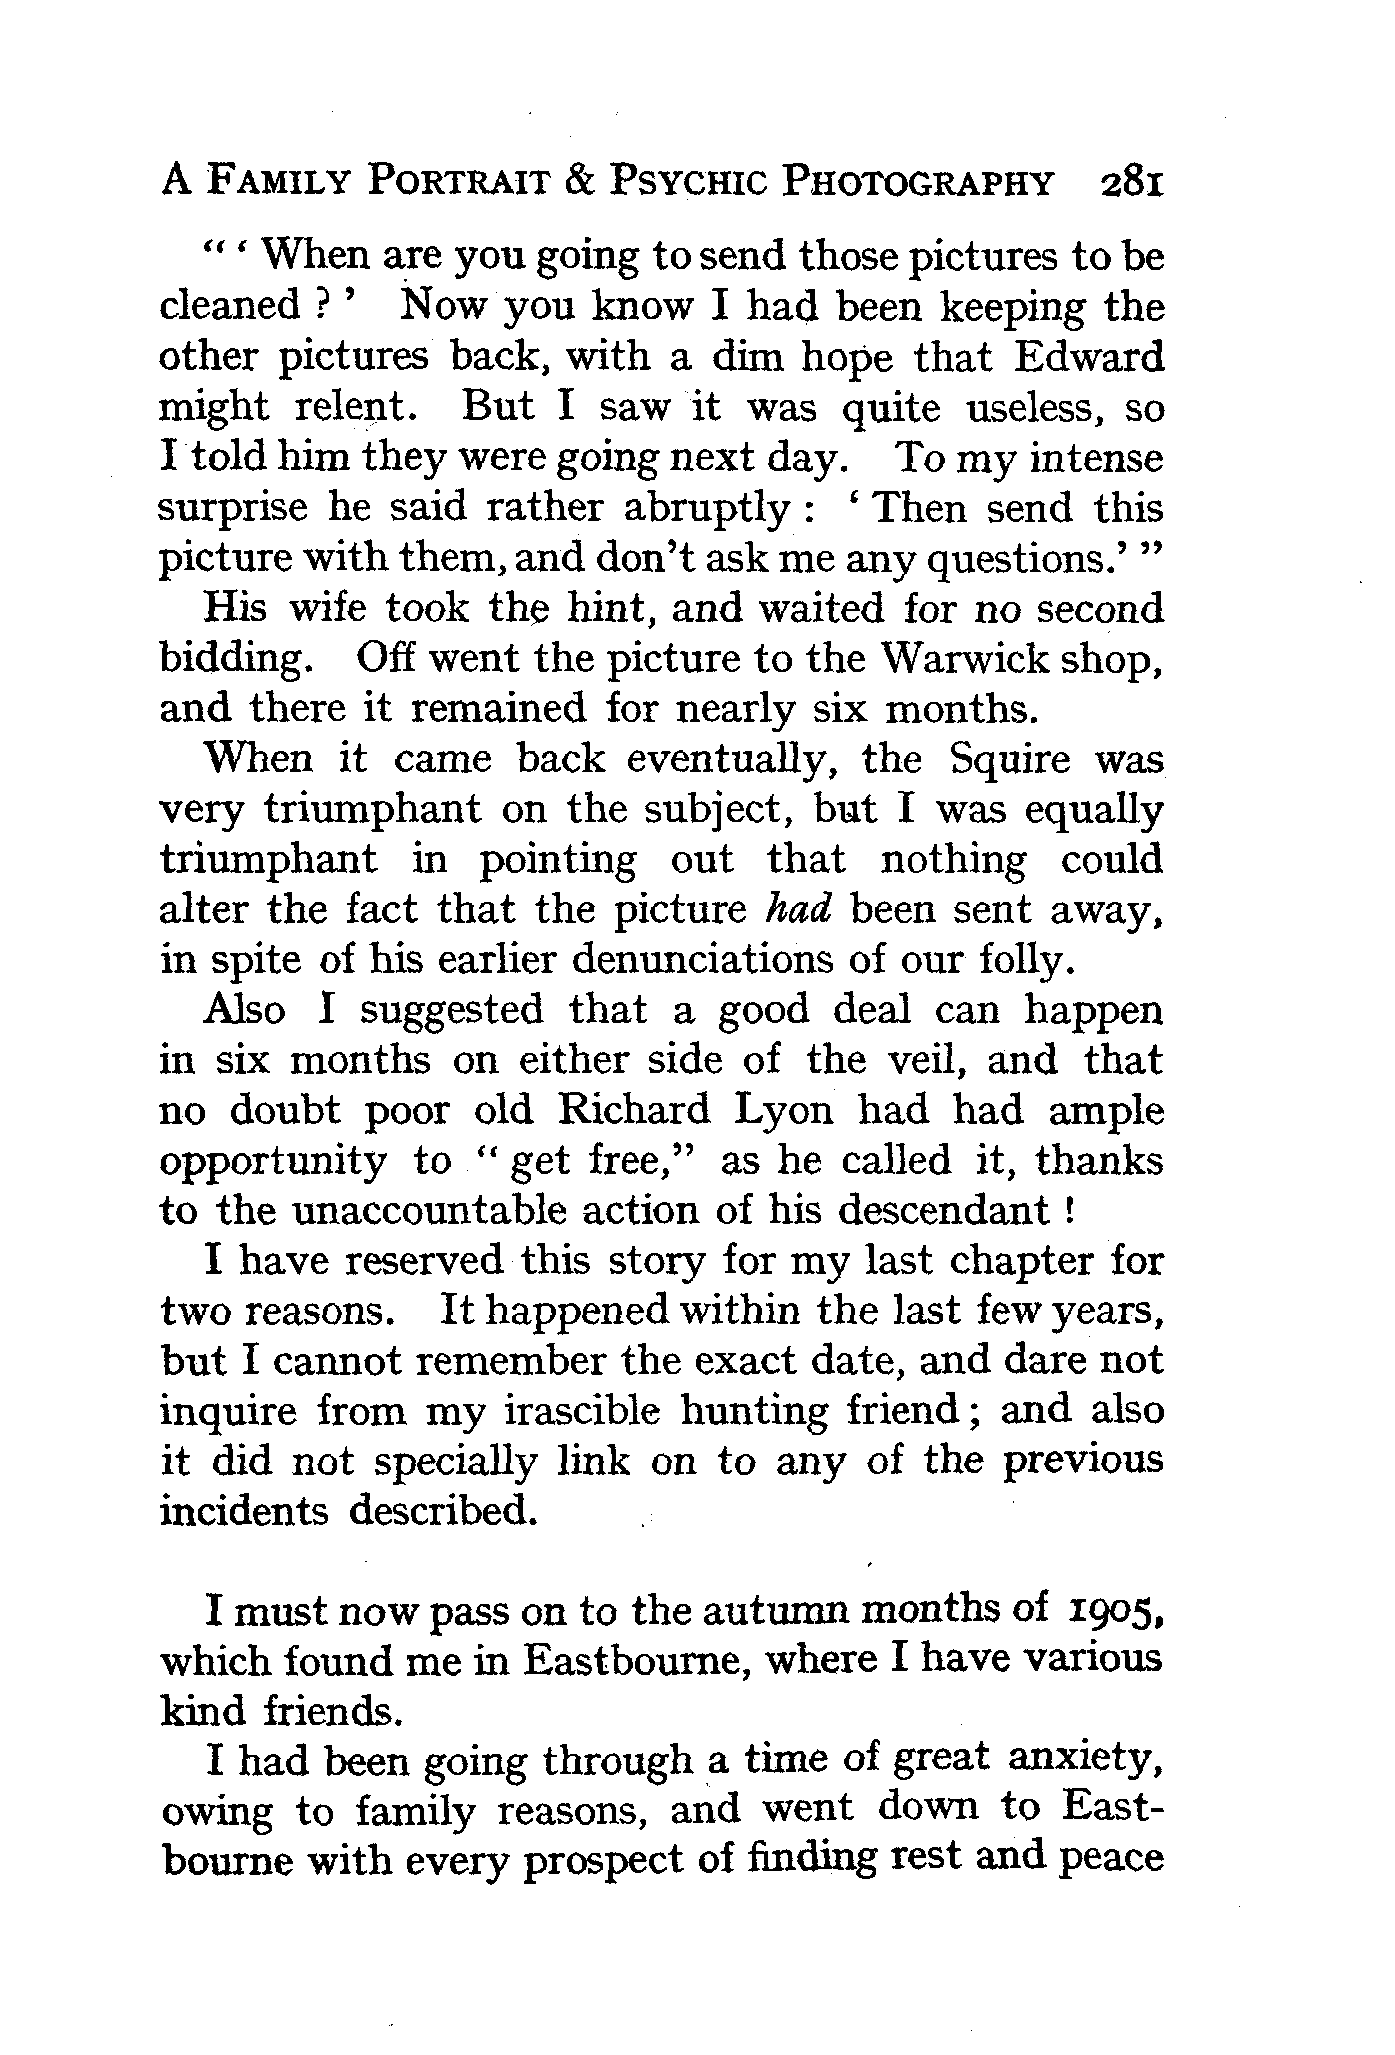 A FAMILY PORTRAIT & PSYCHIC PHOTOGRAPHY 281
“ ‘ When are you going to send those pictures to be
cleaned ? ’ Now you know I had been keeping the
other pictures back, with a dim hope that Edward
might relent. But I saw it was quite useless, so
I told him they were going next day. To my intense
surprise he said rather abruptly : ‘ Then send this
picture with them, and don’t ask me any questions.’ ”
His wife took the hint, and waited for no second
bidding. Off went the picture to the Warwick shop,
and there it remained for nearly six months.
When it came back eventually, the Squire was
very triumphant on the subject, but I was equally
triumphant in pointing out that nothing could
alter the fact that the picture had been sent away,
in spite of his earlier denunciations of our folly.
Also I suggested that a good deal can happen
in six months on either side of the veil, and that
no doubt poor old Richard Lyon had had ample
opportunity to “ get free,” as he called it, thanks
to the unaccountable action of his descendant !
I have reserved this story for my last chapter for
two reasons. It happened within the last few years,
but I cannot remember the exact date, and dare not
inquire from my irascible hunting friend ; and also
it did not specially link on to any of the previous
incidents described.
I must now pass on to the autumn months of 1905,
which found me in Eastbourne, where I have various
kind friends.
I had been going through a time of great anxiety,
owing to family reasons, and went down to East-
bourne with every prospect of finding rest and peace